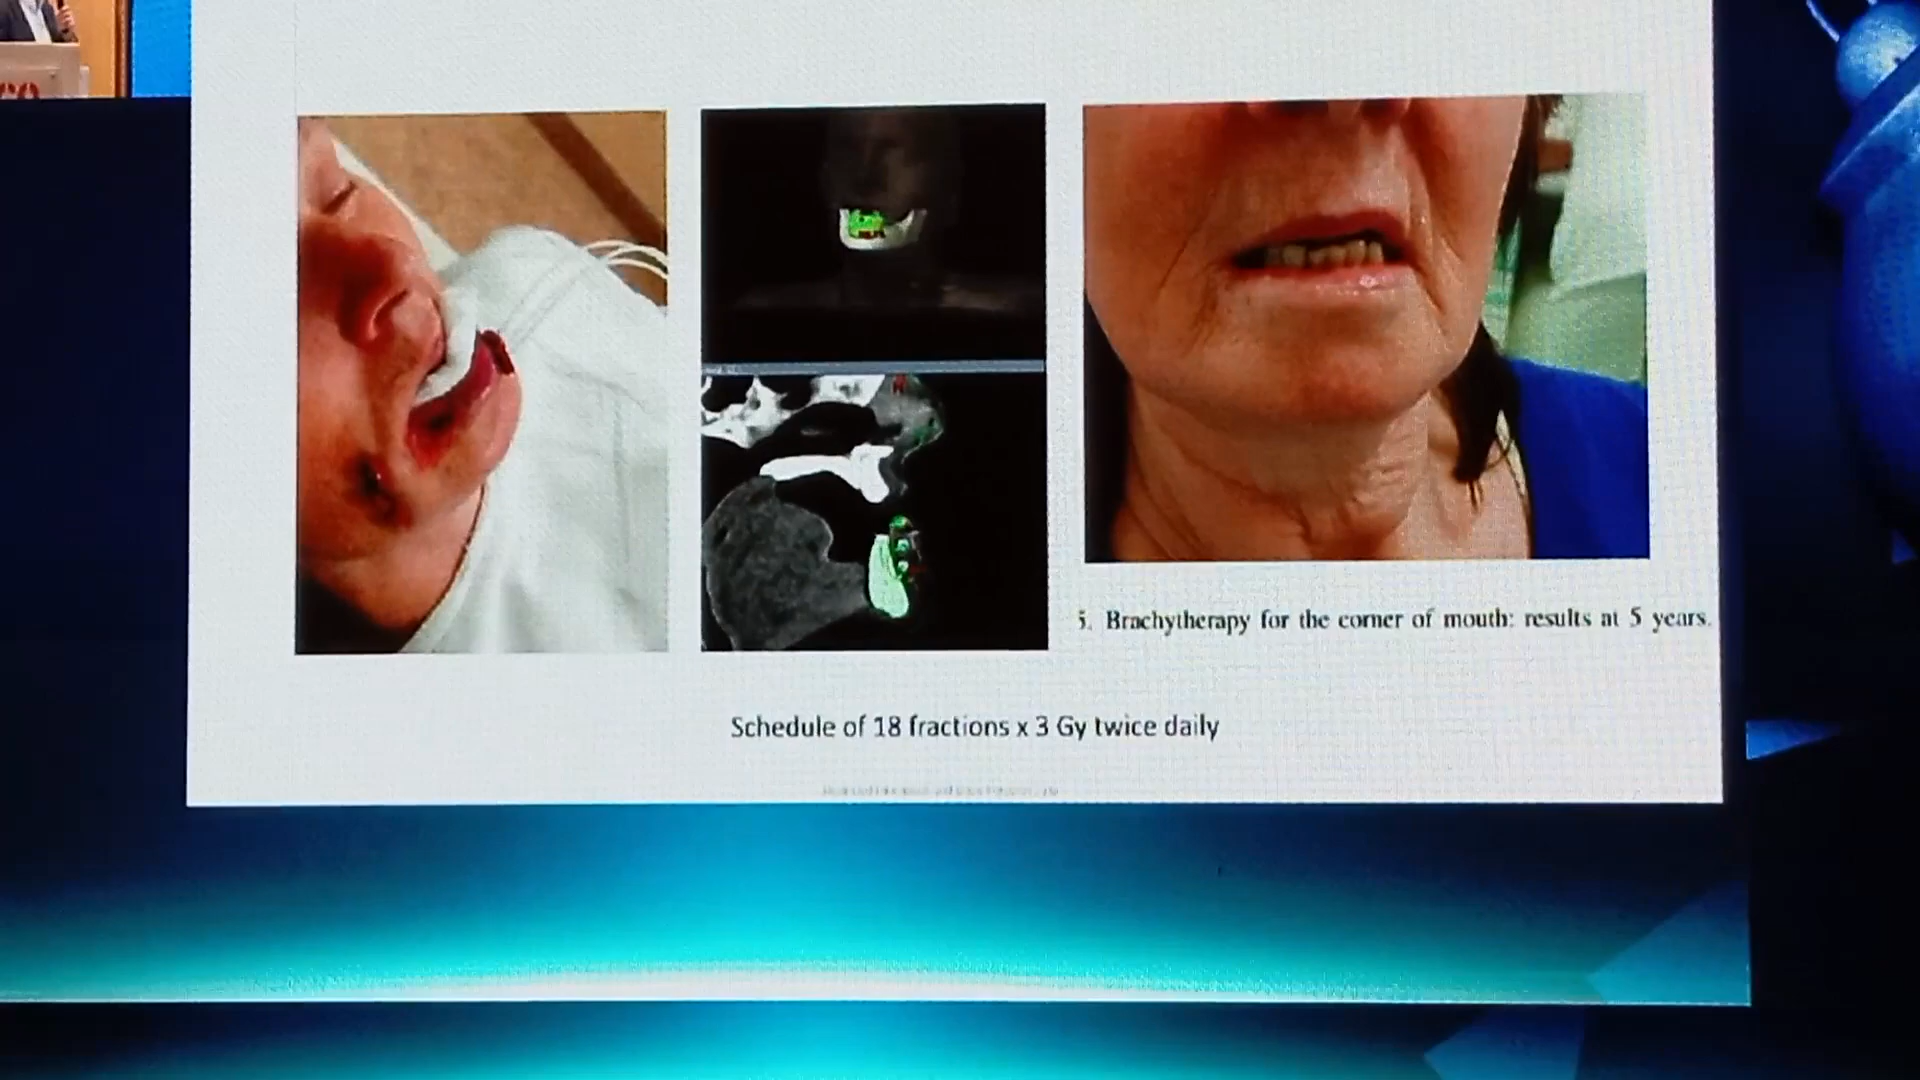 5. Brachytherapy for the corner of mouth: results at 5 years.
Schedule of 18 fractions x 3 Gy twice daily